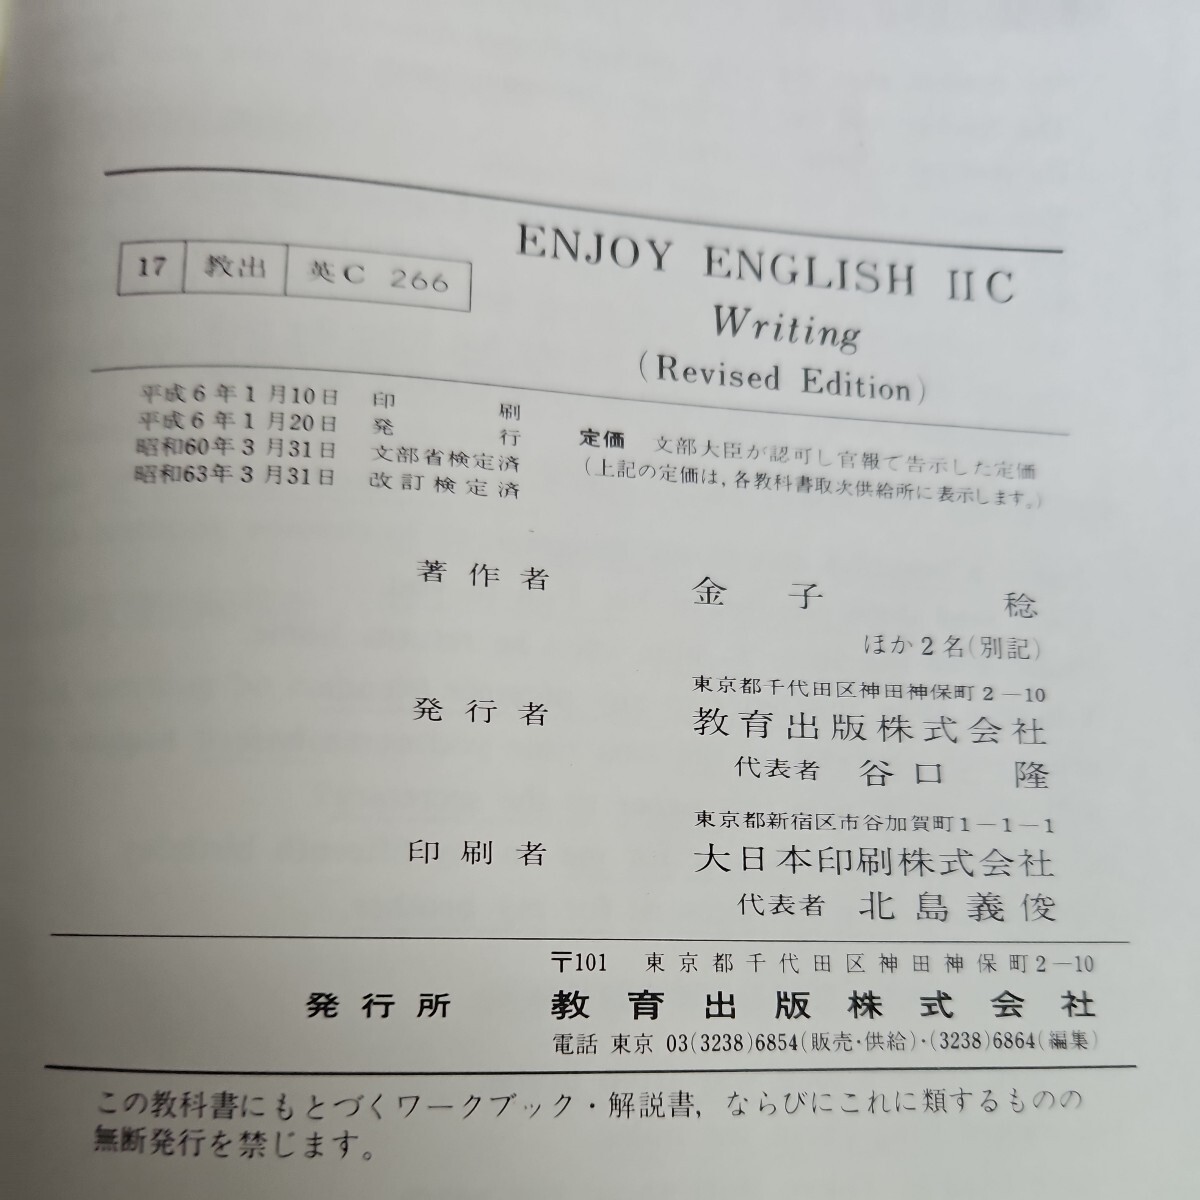 17 教出 英C 266
ENJOY ENGLISH II C
Writing
(Revised Edition)
平成6年1月10日 印刷
平成6年1月20日 発行
昭和60年3月31日 文部省検定済
昭和63年3月31日 改訂検定済
定価 文部大臣が認可し官報で告示した定価
(上記の定価は,各教科書取次供給所に表示します。)
著作者 金子 稔
ほか2名(別記)
東京都千代田区神田神保町2-10
発行者 教育出版株式会社
代表者 谷口 隆
東京都新宿区市谷加賀町1-1-1
印刷者 大日本印刷株式会社
代表者 北島義俊
〒101 東京都千代田区神田神保町2-10
発行所 教育出版株式会社
電話 東京 03(3238)6854(販売・供給)・(3238)6864(編集)
この教科書にもとづくワークブック・解説書,ならびにこれに類するものの
無断発行を禁じます。